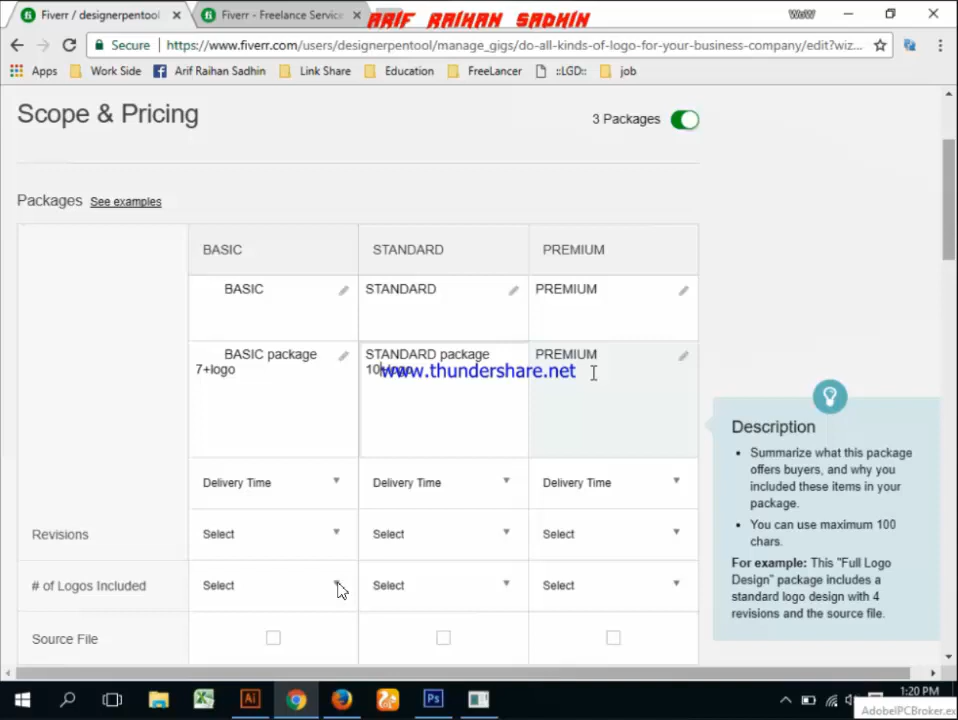 Fiverr / designerpentool
Fiverr - Freelance Service
ARIF RAIHAN SADHIN
WoW
Secure
https://www.fiverr.com/users/designerpentool/manage_gigs/do-all-kinds-of-logo-for-your-business-company/edit?wiz...
Apps
Work Side
Arif Raihan Sadhin
Link Share
Education
FreeLancer
::LGD::
job
Scope & Pricing
3 Packages
Packages See examples
BASIC STANDARD PREMIUM
BASIC STANDARD PREMIUM
BASIC package STANDARD package PREMIUM
7+logo 10+logo
www.thundershare.net
Delivery Time Delivery Time Delivery Time
Revisions Select Select Select
# of Logos Included Select Select Select
Source File
Description
Summarize what this package
offers buyers, and why you
included these items in your
package.
You can use maximum 100
chars.
For example: This "Full Logo
Design" package includes a
standard logo design with 4
revisions and the source file.
Ai
Ps
1:20 PM
AdobeIPCBroker.ex